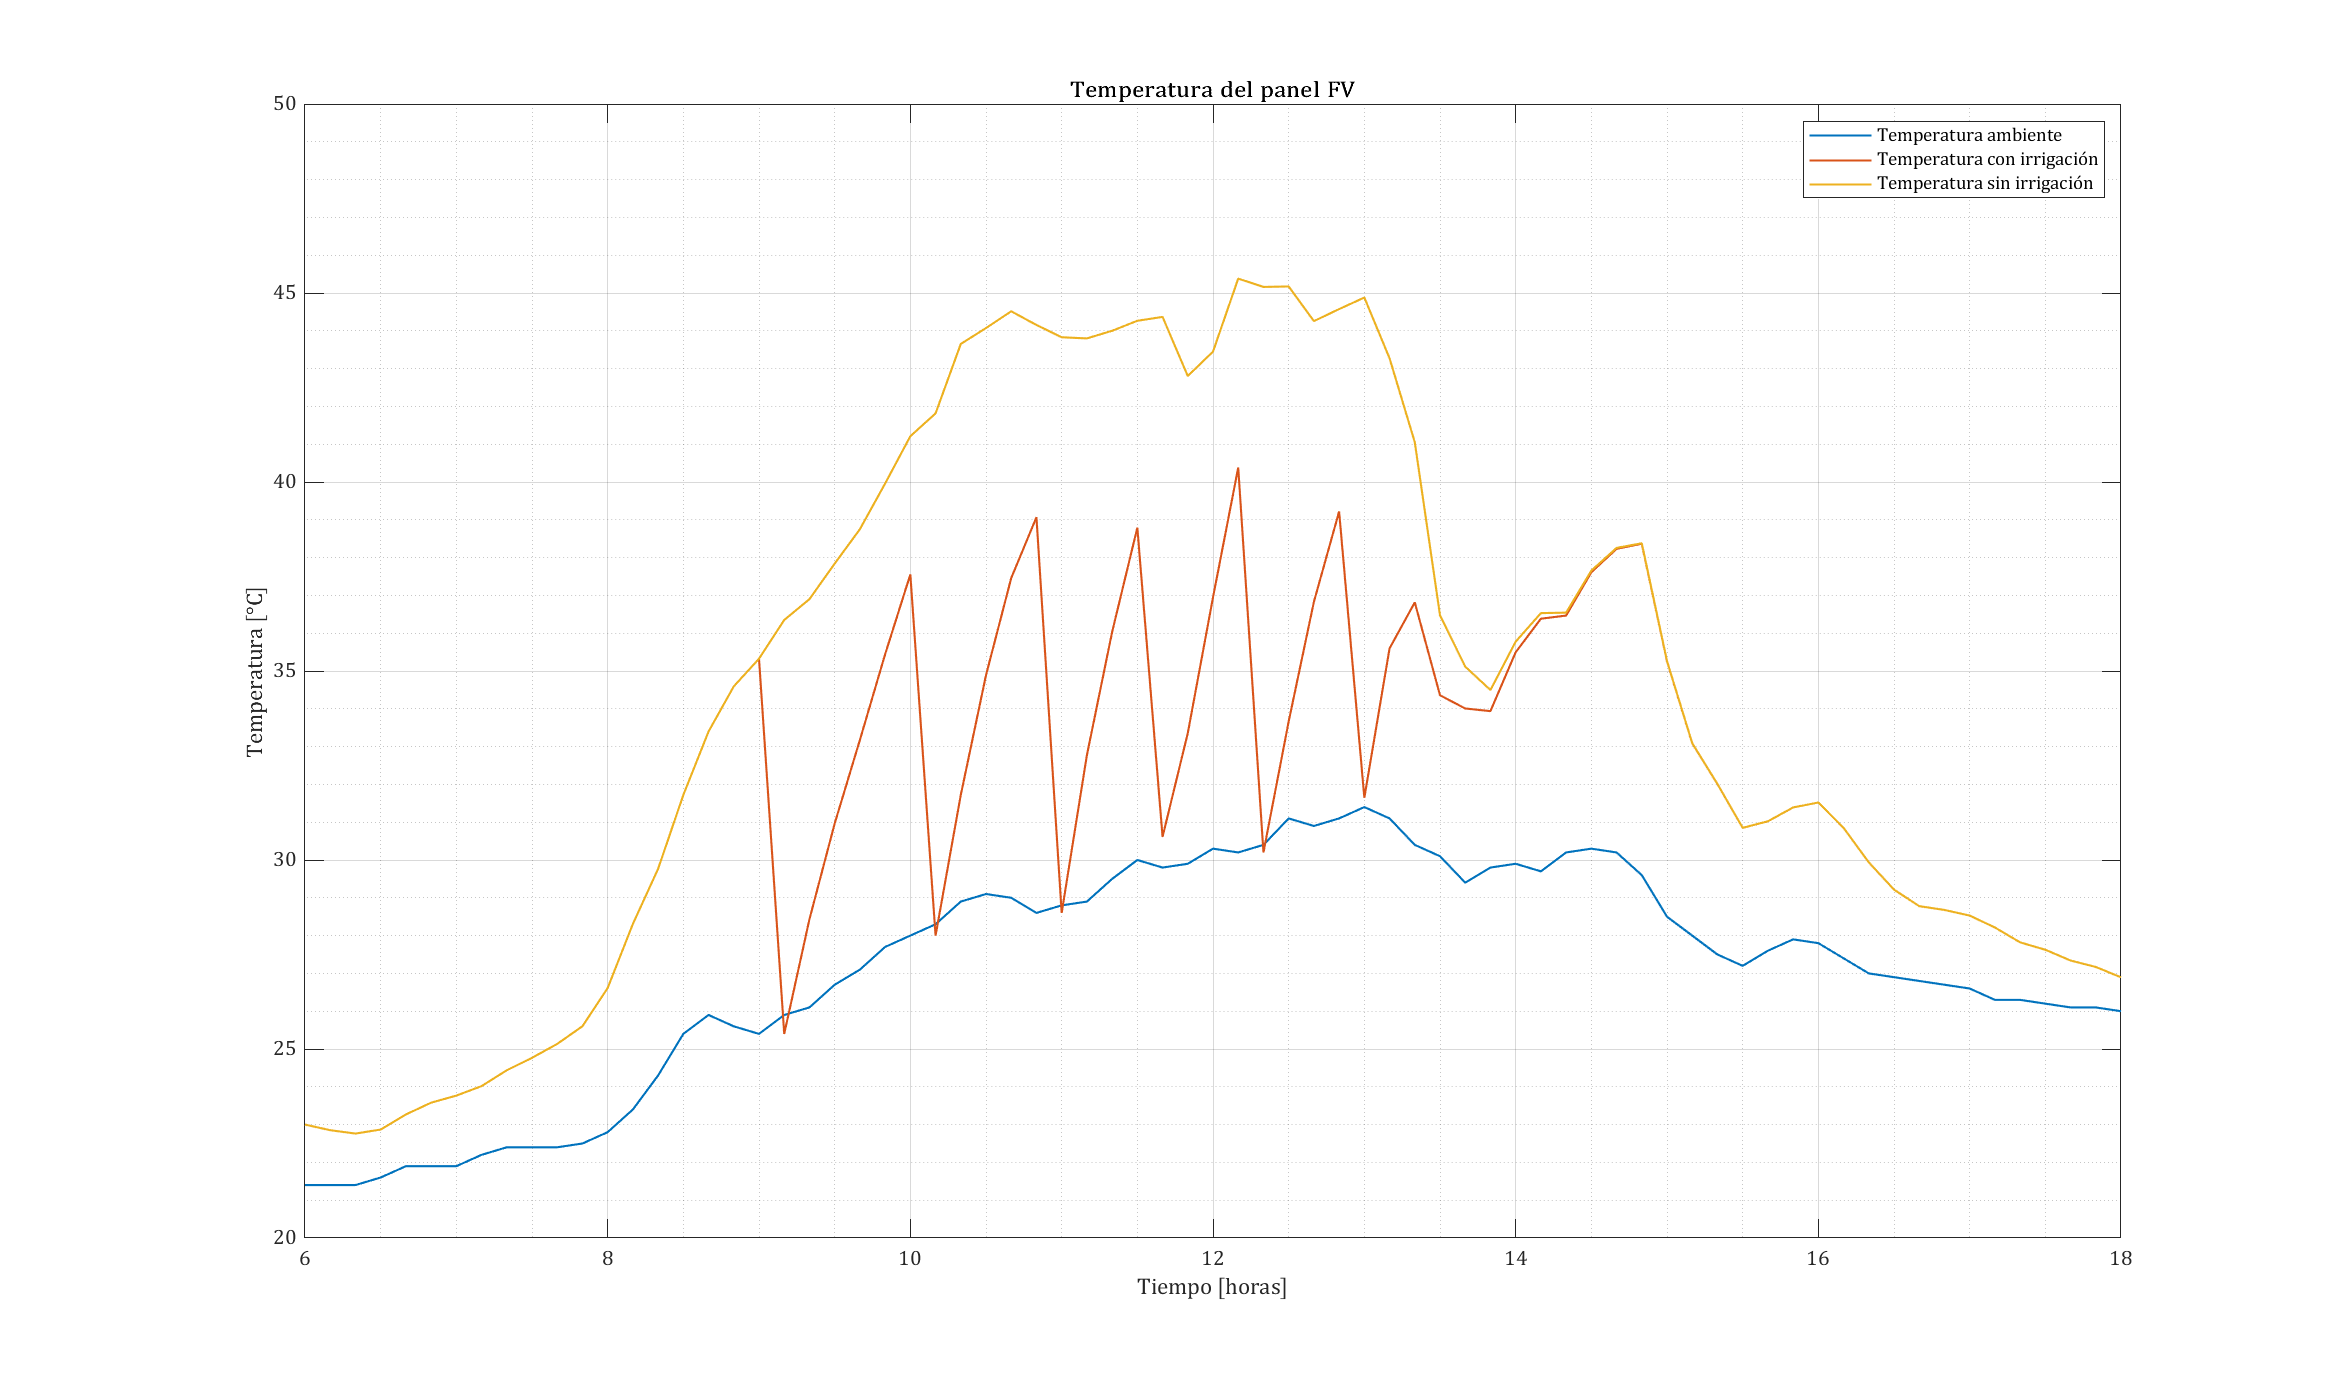 Temperatura del panel FV
Temperatura ambiente
Temperatura con irrigación
Temperatura sin irrigación
50
45
40
35
30
25
20
Temperatura [°C]
6 8 10 12 14 16 18
Tiempo [horas]